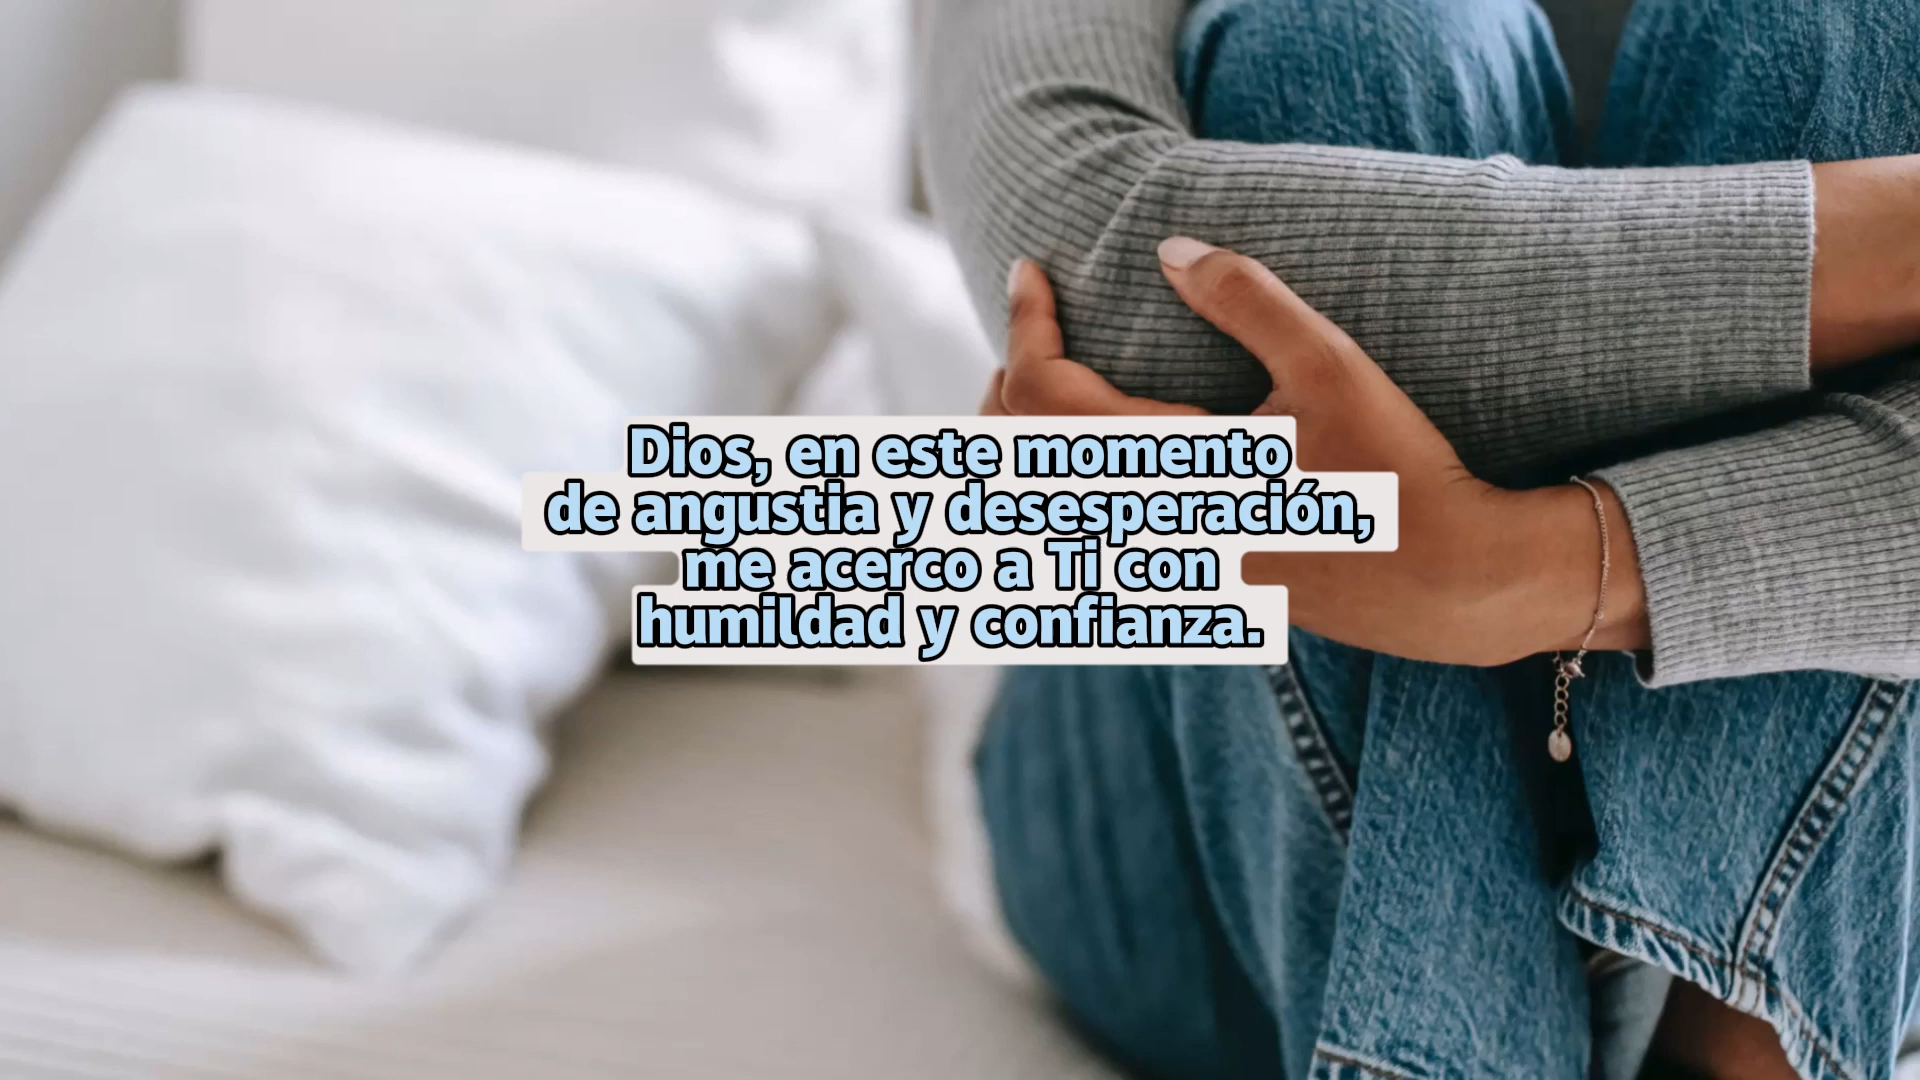 Dios, en este momento
de angustia y desesperación,
me acerco a Ti con
humildad y confianza.